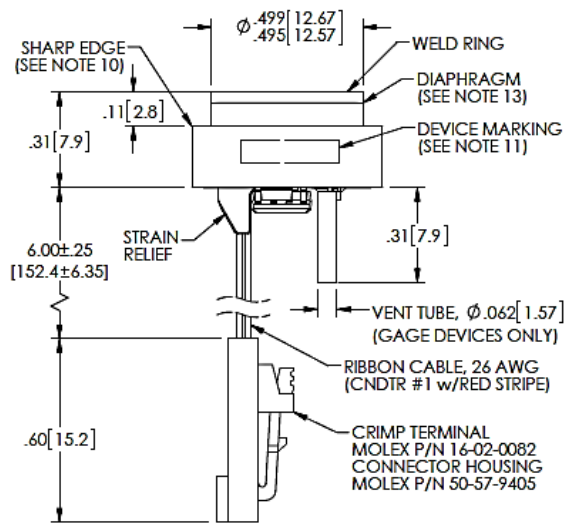 Ø .499[12.67]
.495[12.57]
SHARP EDGE
(SEE NOTE 10)
WELD RING
DIAPHRAGM
(SEE NOTE 13)
.11[2.8]
.31[7.9]
DEVICE MARKING
(SEE NOTE 11)
STRAIN
RELIEF
.31[7.9]
6.00±.25
[152.4±6.35]
VENT TUBE, Ø.062[1.57]
(GAGE DEVICES ONLY)
RIBBON CABLE, 26 AWG
(CNDTR #1 w/RED STRIPE)
.60[15.2]
CRIMP TERMINAL
MOLEX P/N 16-02-0082
CONNECTOR HOUSING
MOLEX P/N 50-57-9405